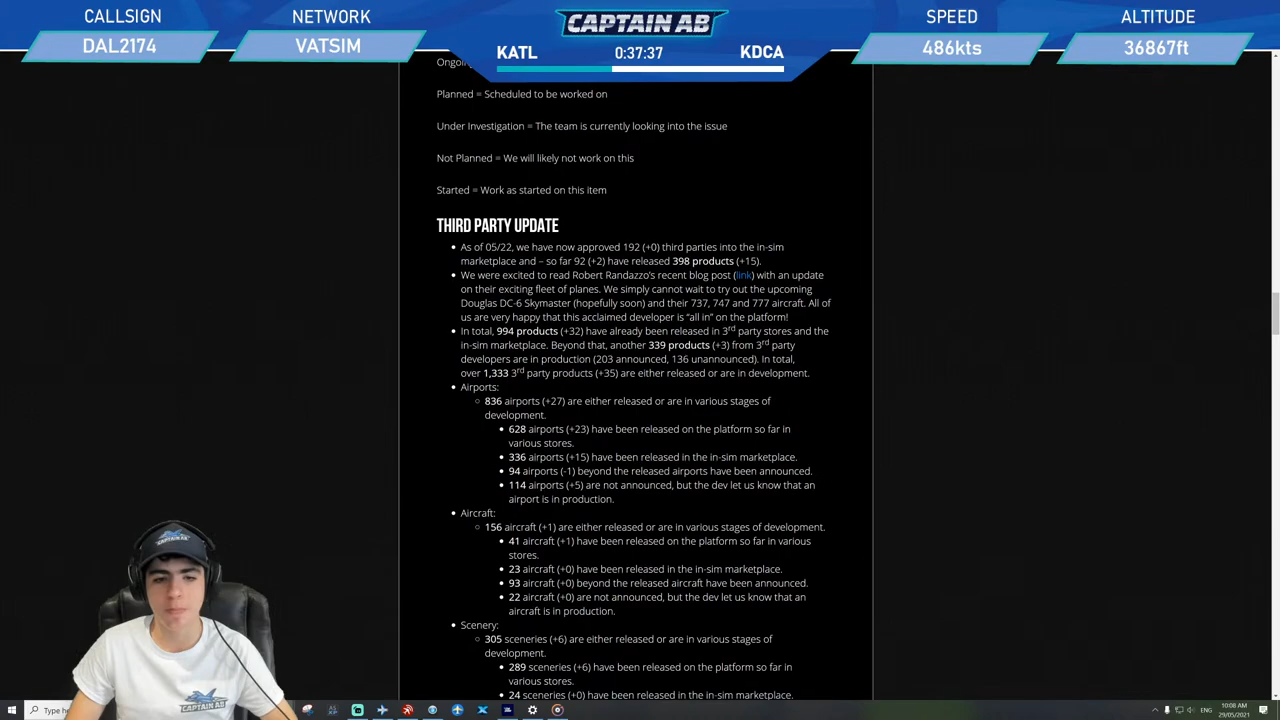 CALLSIGN
DAL2174
NETWORK
VATSIM
CAPTAIN AB
KATL
0:37:37
KDCA
SPEED
486kts
ALTITUDE
36867ft
Planned = Scheduled to be worked on
Under Investigation = The team is currently looking into the issue
Not Planned = We will likely not work on this
Started = Work as started on this item
THIRD PARTY UPDATE
As of 05/22, we have now approved 192 (+0) third parties into the in-sim
marketplace and – so far 92 (+2) have released 398 products (+15).
We were excited to read Robert Randazzo's recent blog post (link) with an update
on their exciting fleet of planes. We simply cannot wait to try out the upcoming
Douglas DC-6 Skymaster (hopefully soon) and their 737, 747 and 777 aircraft. All of
us are very happy that this acclaimed developer is "all in" on the platform!
In total, 994 products (+32) have already been released in 3rd party stores and the
in-sim marketplace. Beyond that, another 339 products (+3) from 3rd party
developers are in production (203 announced, 136 unannounced). In total,
over 1,333 3rd party products (+35) are either released or are in development.
Airports:
836 airports (+27) are either released or are in various stages of
development.
628 airports (+23) have been released on the platform so far in
various stores.
336 airports (+15) have been released in the in-sim marketplace.
94 airports (-1) beyond the released airports have been announced.
114 airports (+5) are not announced, but the dev let us know that an
airport is in production.
Aircraft:
156 aircraft (+1) are either released or are in various stages of development.
41 aircraft (+1) have been released on the platform so far in various
stores.
23 aircraft (+0) have been released in the in-sim marketplace.
93 aircraft (+0) beyond the released aircraft have been announced.
22 aircraft (+0) are not announced, but the dev let us know that an
aircraft is in production.
Scenery:
305 sceneries (+6) are either released or are in various stages of
development.
289 sceneries (+6) have been released on the platform so far in
various stores.
24 sceneries (+0) have been released in the in-sim marketplace.
CAPTAIN AB
Type he
ENG
10:08 AM
29/05/2021